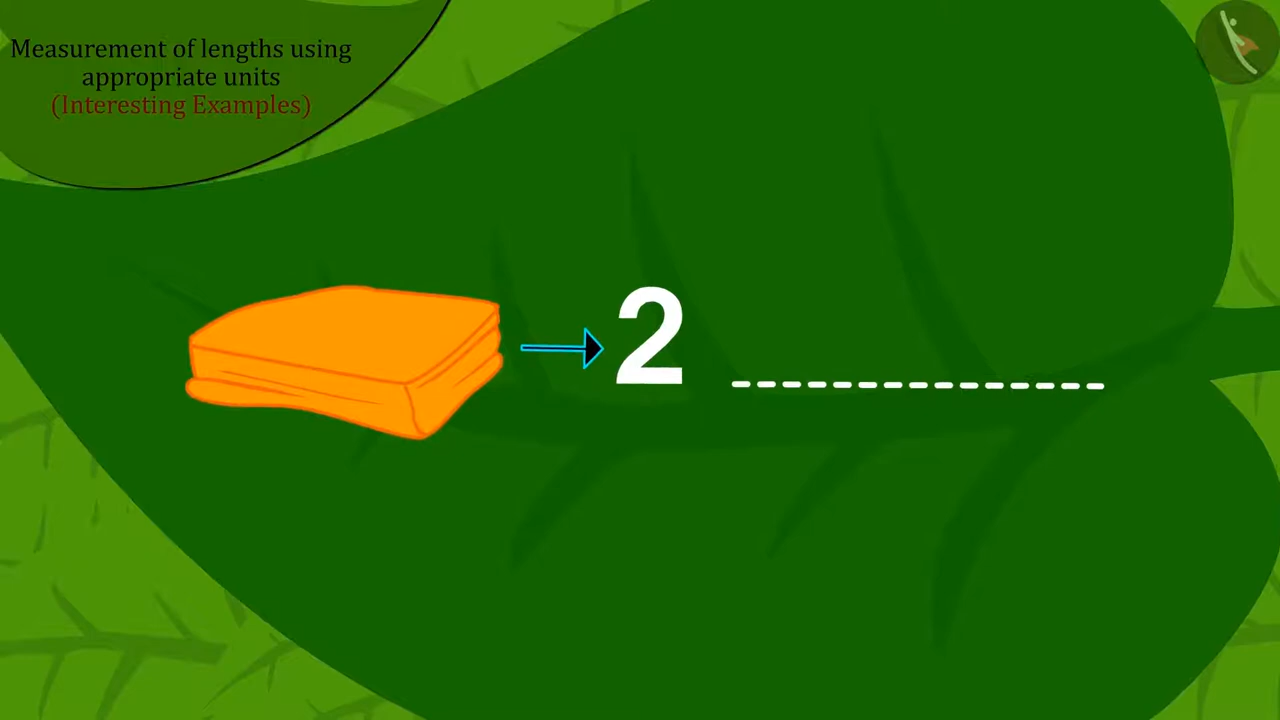 Measurement of lengths using
appropriate units
(Interesting Examples)
2